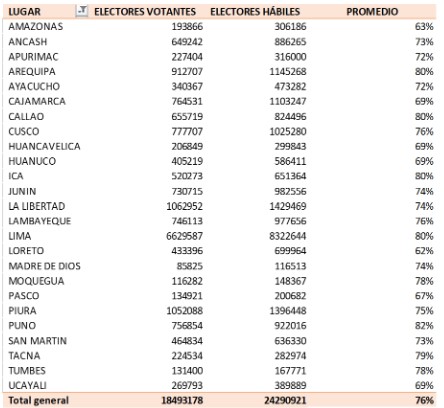 LUGAR ELECTORES VOTANTES ELECTORES HÁBILES PROMEDIO
AMAZONAS 193866 306186 63%
ANCASH 649242 886265 73%
APURIMAC 227404 316000 72%
AREQUIPA 912707 1145268 80%
AYACUCHO 340367 473282 72%
CAJAMARCA 764531 1103247 69%
CALLAO 655719 824496 80%
CUSCO 777707 1025280 76%
HUANCAVELICA 206849 299843 69%
HUANUCO 405219 586411 69%
ICA 520273 651364 80%
JUNIN 730715 982556 74%
LA LIBERTAD 1062952 1429469 74%
LAMBAYEQUE 746113 977656 76%
LIMA 6629587 8322644 80%
LORETO 433396 699964 62%
MADRE DE DIOS 85825 116513 74%
MOQUEGUA 116282 148367 78%
PASCO 134921 200682 67%
PIURA 1052088 1396448 75%
PUNO 756854 922016 82%
SAN MARTIN 464834 636330 73%
TACNA 224534 282974 79%
TUMBES 131400 167771 78%
UCAYALI 269793 389889 69%
Total general 18493178 24290921 76%